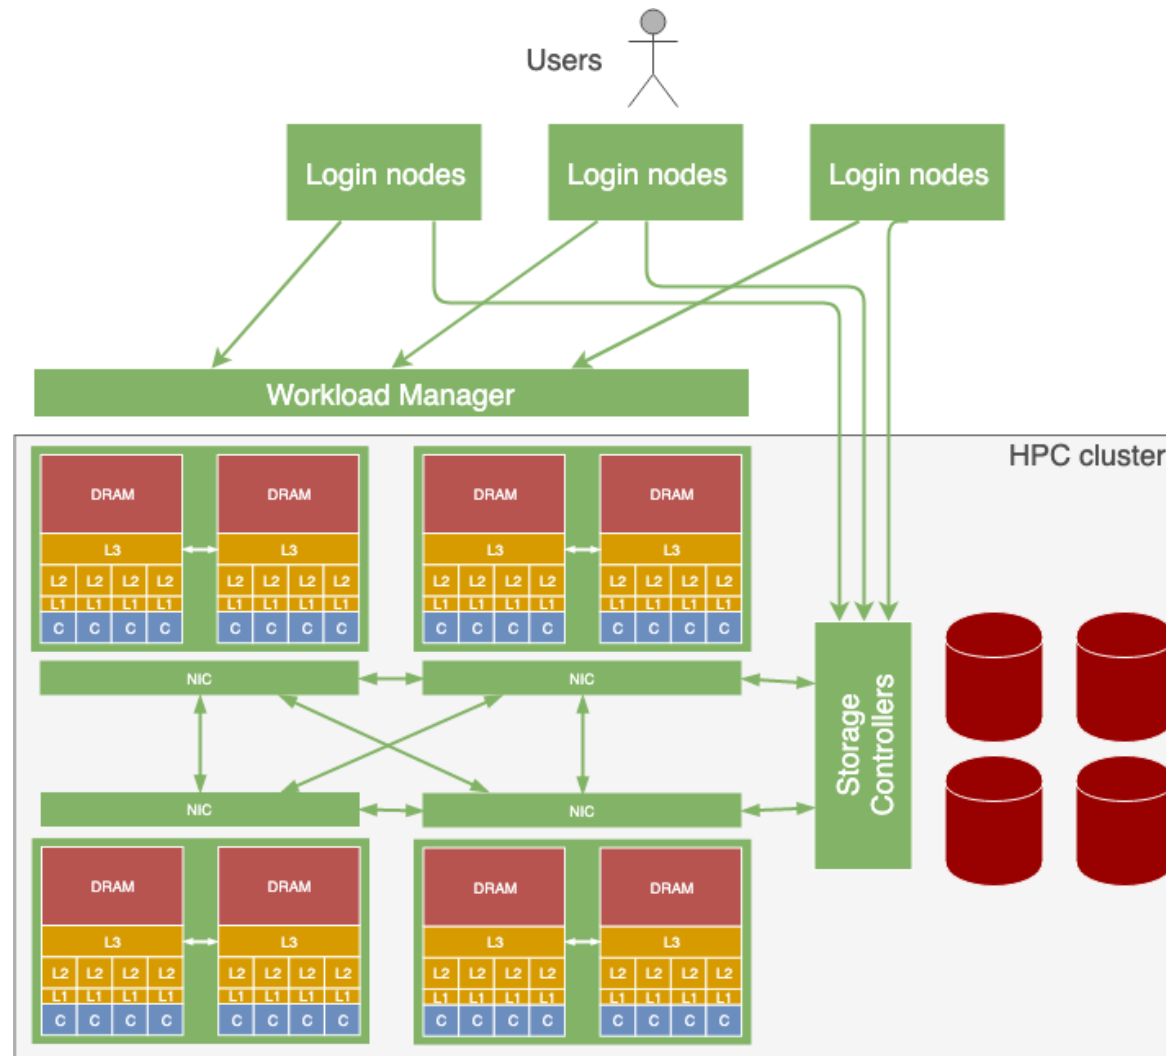 Users
Login nodes
Login nodes
Login nodes
Workload Manager
HPC cluster
DRAM DRAM DRAM DRAM
L3 L3 L3 L3
L2 L2 L2 L2 L2 L2 L2 L2 L2 L2 L2 L2 L2 L2 L2 L2
L1 L1 L1 L1 L1 L1 L1 L1 L1 L1 L1 L1 L1 L1 L1 L1
C C C C C C C C C C C C C C C C
NIC NIC
Storage
Controllers
NIC NIC
DRAM DRAM DRAM DRAM
L3 L3 L3 L3
L2 L2 L2 L2 L2 L2 L2 L2 L2 L2 L2 L2 L2 L2 L2 L2
L1 L1 L1 L1 L1 L1 L1 L1 L1 L1 L1 L1 L1 L1 L1 L1
C C C C C C C C C C C C C C C C